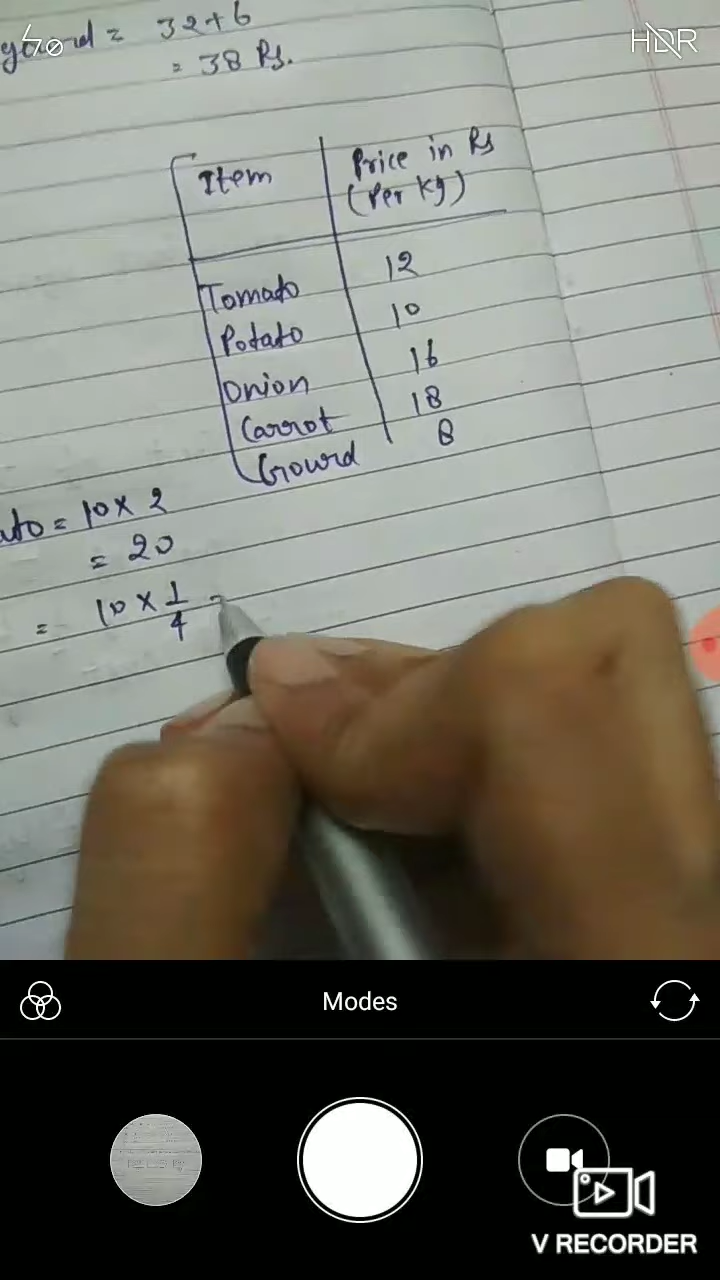 HDR
= 32+6
= 38 Rs.
Item Price in Rs
(Per Kg)
Tomato 12
Potato 10
Onion 16
Carrot 18
Gourd 8
ato = 10 x 2
= 20
= 10 x 1/4 =
Modes
V RECORDER